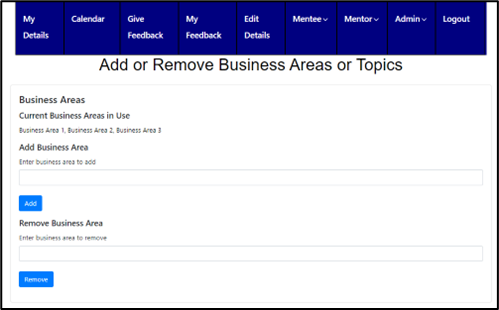 My Details
Calendar
Give Feedback
My Feedback
Edit Details
Mentee
Mentor
Admin
Logout
Add or Remove Business Areas or Topics
Business Areas
Current Business Areas in Use
Business Area 1, Business Area 2, Business Area 3
Add Business Area
Enter business area to add
Add
Remove Business Area
Enter business area to remove
Remove